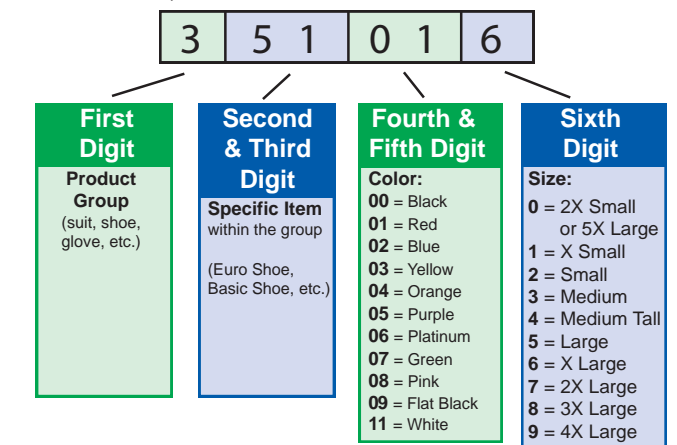 3 5 1 0 1 6
First
Digit
Product
Group
(suit, shoe,
glove, etc.)
Second
& Third
Digit
Specific Item
within the group
(Euro Shoe,
Basic Shoe, etc.)
Fourth &
Fifth Digit
Color:
00 = Black
01 = Red
02 = Blue
03 = Yellow
04 = Orange
05 = Purple
06 = Platinum
07 = Green
08 = Pink
09 = Flat Black
11 = White
Sixth
Digit
Size:
0 = 2X Small
or 5X Large
1 = X Small
2 = Small
3 = Medium
4 = Medium Tall
5 = Large
6 = X Large
7 = 2X Large
8 = 3X Large
9 = 4X Large